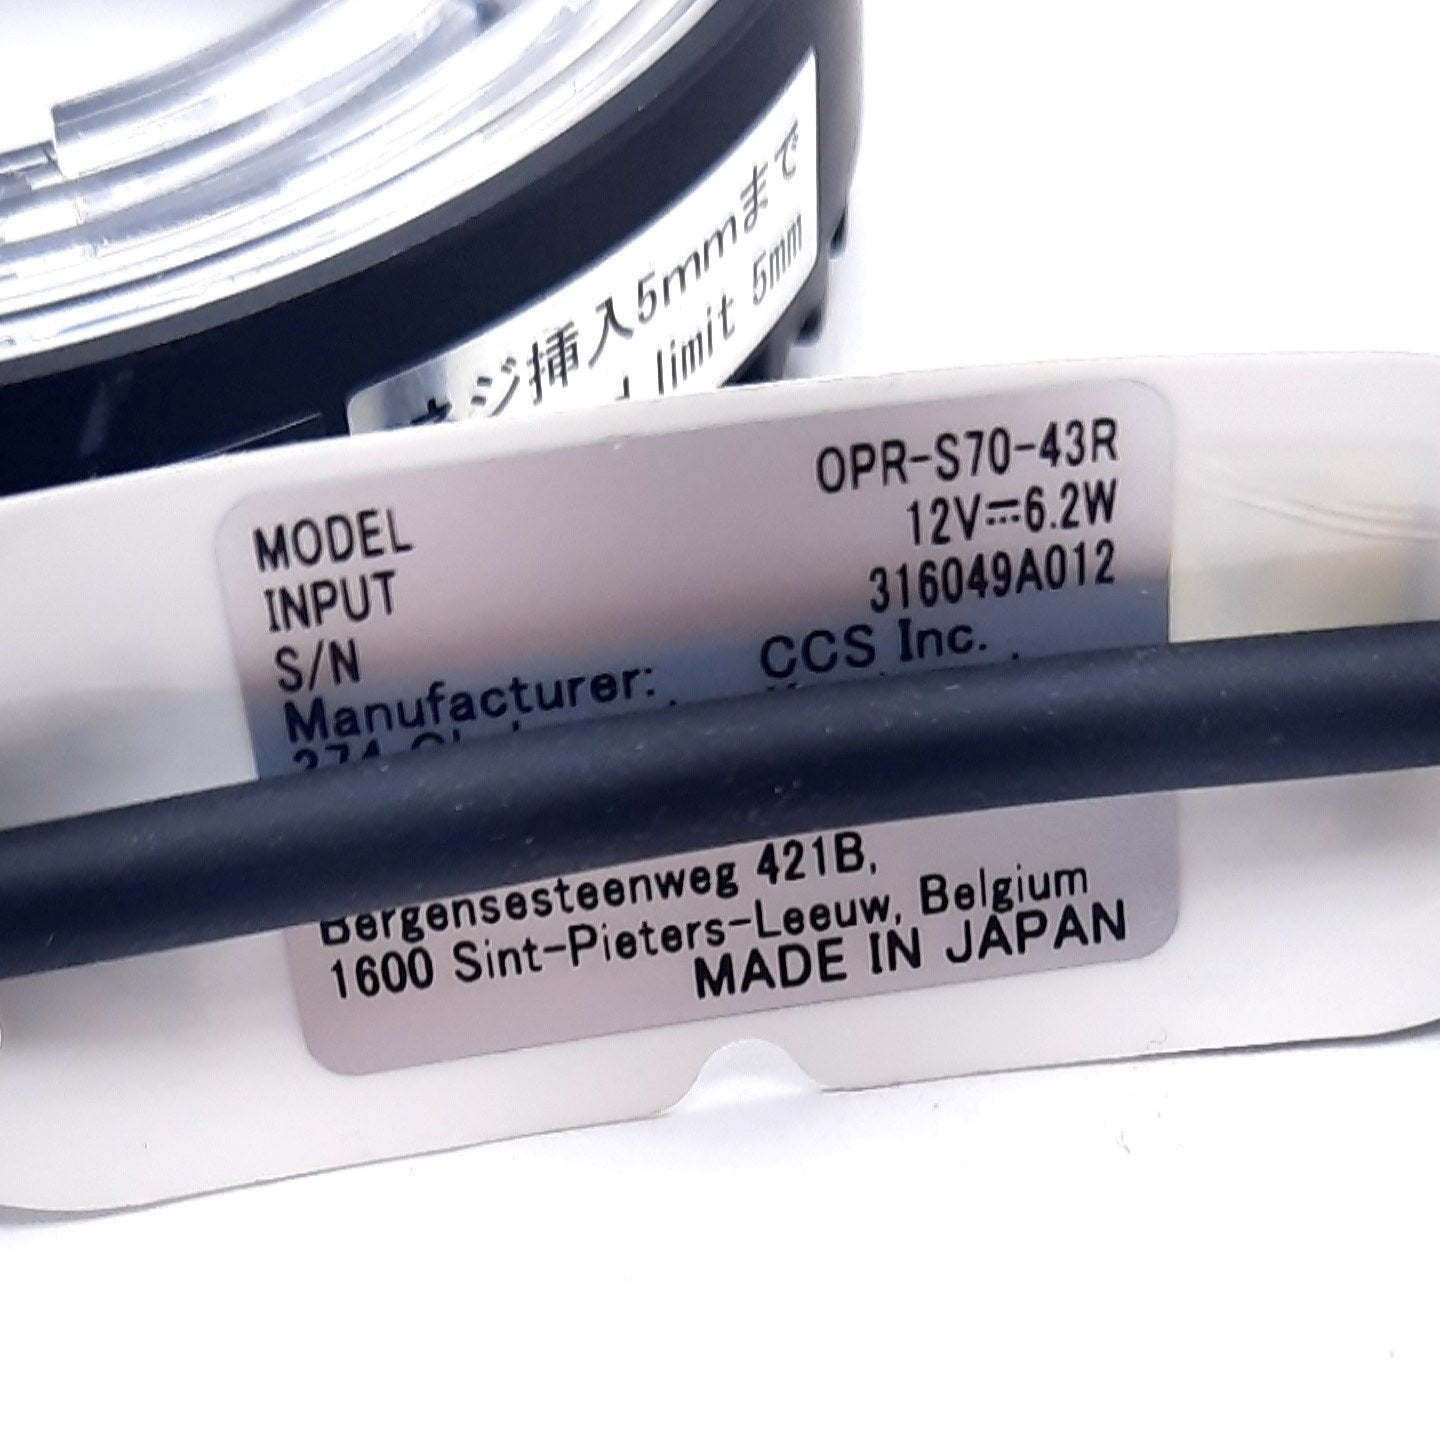 ネジ挿入5mmまで
limit 5mm
MODEL OPR-S70-43R
INPUT 12V⎓6.2W
S/N 316049A012
Manufacturer: CCS Inc.
374
Bergensesteenweg 421B,
1600 Sint-Pieters-Leeuw, Belgium
MADE IN JAPAN